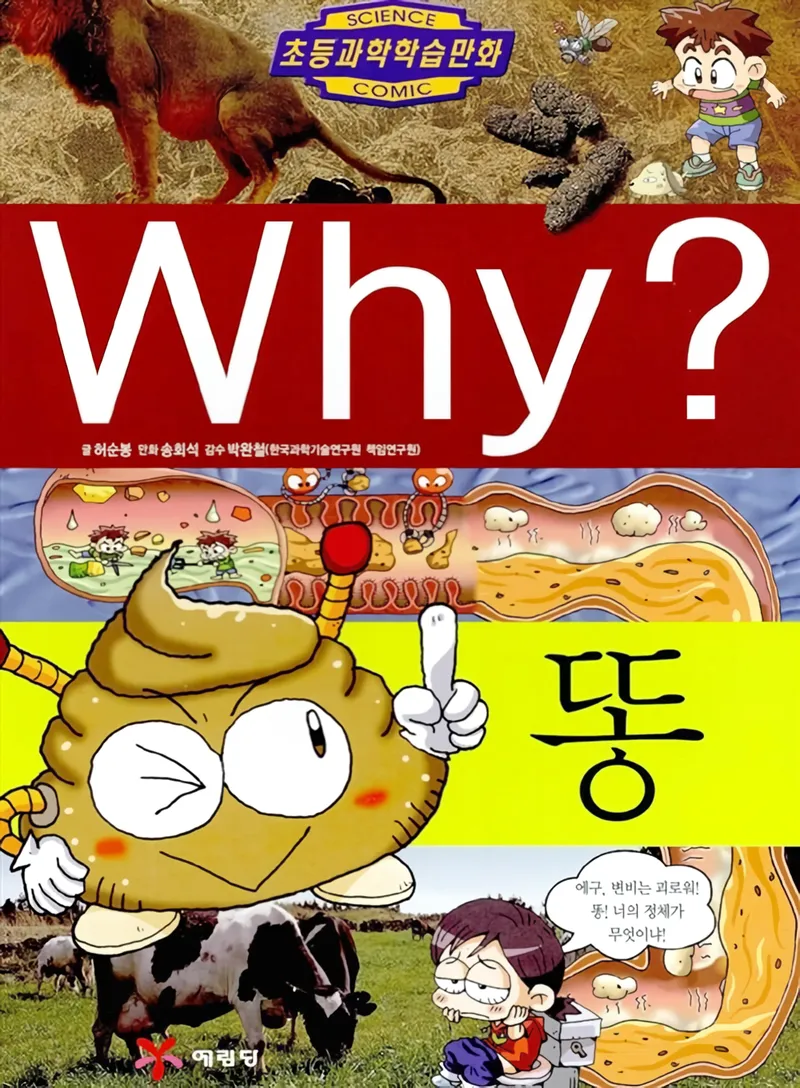 SCIENCE
초등과학학습만화
COMIC
Why?
글 허순봉 만화 송회석 감수 박완철(한국과학기술연구원 책임연구원)
똥
에구, 변비는 괴로워!
똥! 너의 정체가
무엇이냐!
예림당